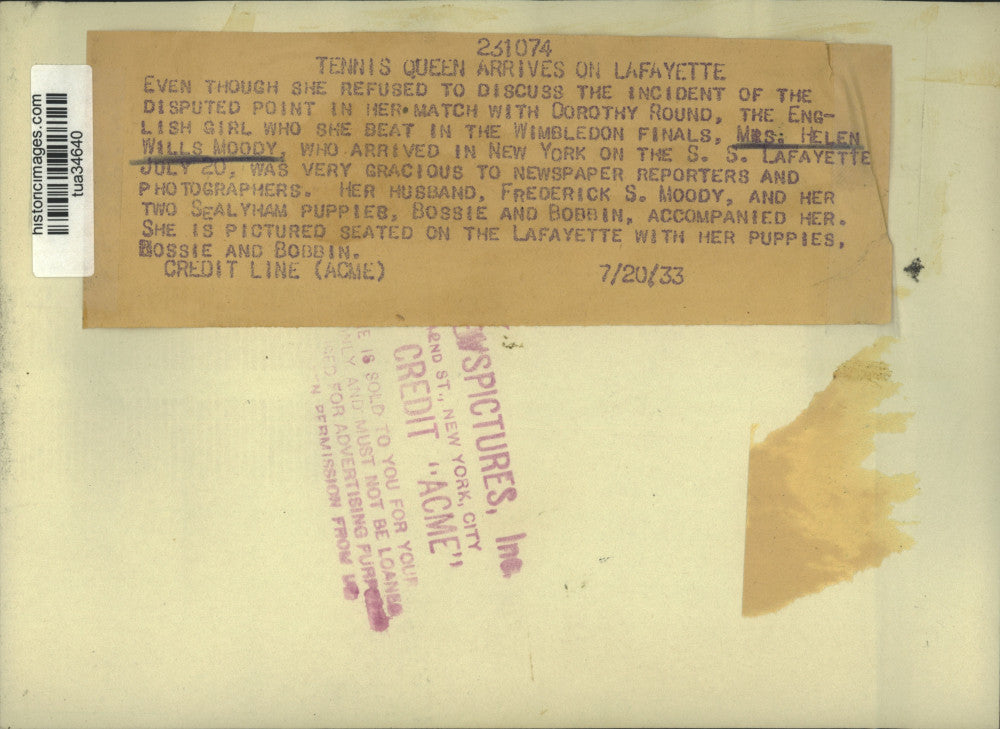 231074
TENNIS QUEEN ARRIVES ON LAFAYETTE
EVEN THOUGH SHE REFUSED TO DISCUSS THE INCIDENT OF THE
DISPUTED POINT IN HER MATCH WITH DOROTHY ROUND, THE ENG-
LISH GIRL WHO SHE BEAT IN THE WIMBLEDON FINALS, MRS. HELEN
WILLS MOODY, WHO ARRIVED IN NEW YORK ON THE S. S. LAFAYETTE
JULY 20, WAS VERY GRACIOUS TO NEWSPAPER REPORTERS AND
PHOTOGRAPHERS. HER HUSBAND, FREDERICK S. MOODY, AND HER
TWO SEALYHAM PUPPIES, BOSSIE AND BOBBIN, ACCOMPANIED HER.
SHE IS PICTURED SEATED ON THE LAFAYETTE WITH HER PUPPIES,
BOSSIE AND BOBBIN.
CREDIT LINE (ACME) 7/20/33
historicimages.com
tua34640
EWSPICTURES, Inc.
42ND ST., NEW YORK, CITY
CREDIT "ACME"
E IS SOLD TO YOU FOR YOUR
NLY AND MUST NOT BE LOANED
SED FOR ADVERTISING PURPOSES
PERMISSION FROM US